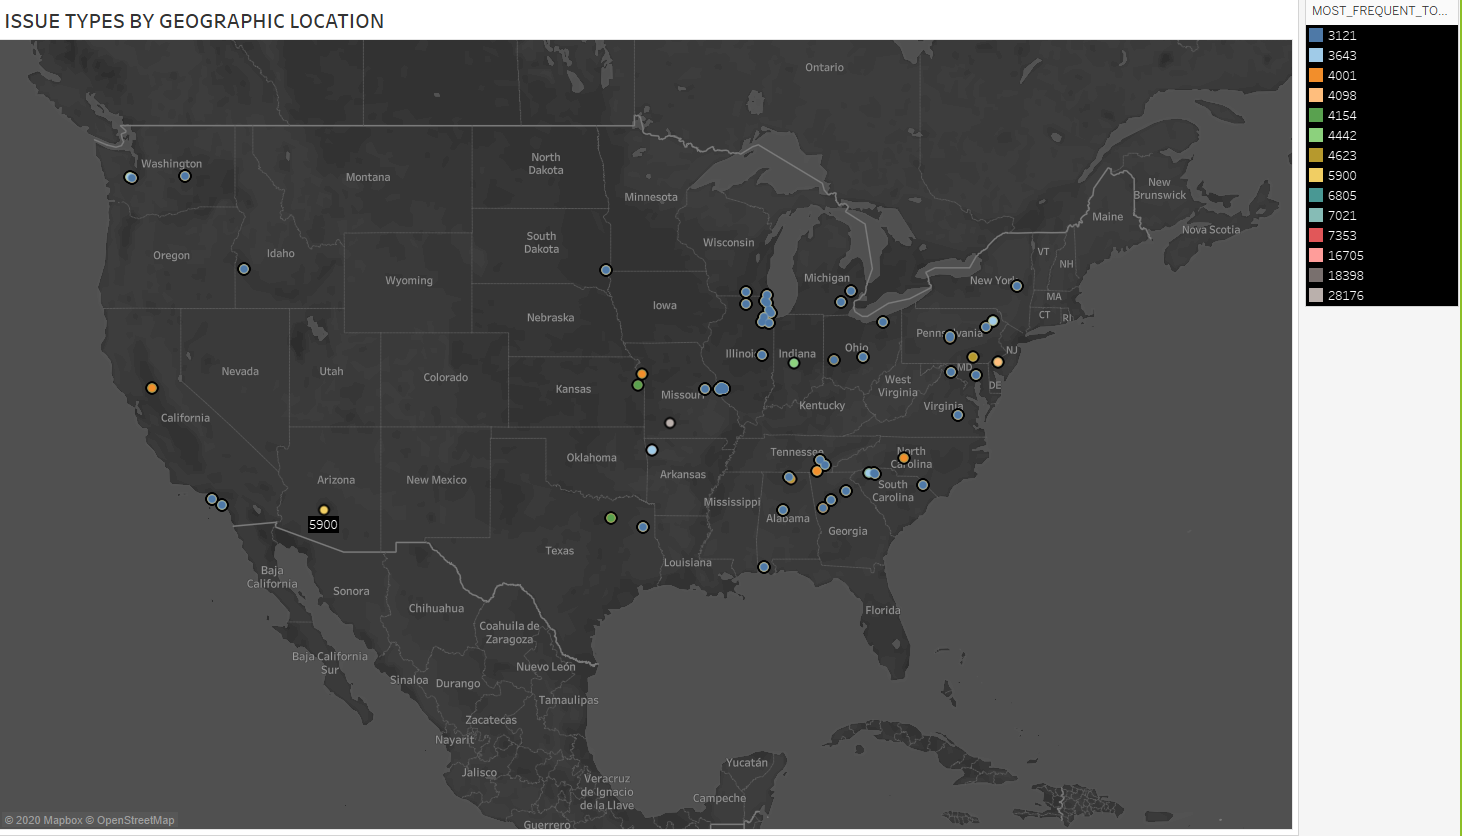 ISSUE TYPES BY GEOGRAPHIC LOCATION
MOST_FREQUENT_TO...
3121
3643
4001
4098
4154
4442
4623
5900
6805
7021
7353
16705
18398
28176
Ontario
Washington
North
Dakota
Montana
Minnesota
New
Brunswick
Maine
Nova Scotia
Oregon
Idaho
South
Dakota
Wisconsin
VT
NH
Michigan
Wyoming
New York
MA
Iowa
Nebraska
CT
RI
Pennsylvania
Nevada
Utah
Colorado
Illinois
Indiana
Ohio
NJ
MD
DE
Kansas
Missouri
West
Virginia
California
Kentucky
Virginia
Oklahoma
Tennessee
North
Carolina
Arizona
New Mexico
Arkansas
South
Carolina
Mississippi
Alabama
Georgia
5900
Texas
Louisiana
Baja
California
Sonora
Chihuahua
Florida
Coahuila de
Zaragoza
Baja California
Sur
Nuevo León
Sinaloa
Durango
Tamaulipas
Zacatecas
Nayarit
Jalisco
Yucatán
Veracruz
de Ignacio
de la Llave
Campeche
Guerrero
© 2020 Mapbox © OpenStreetMap